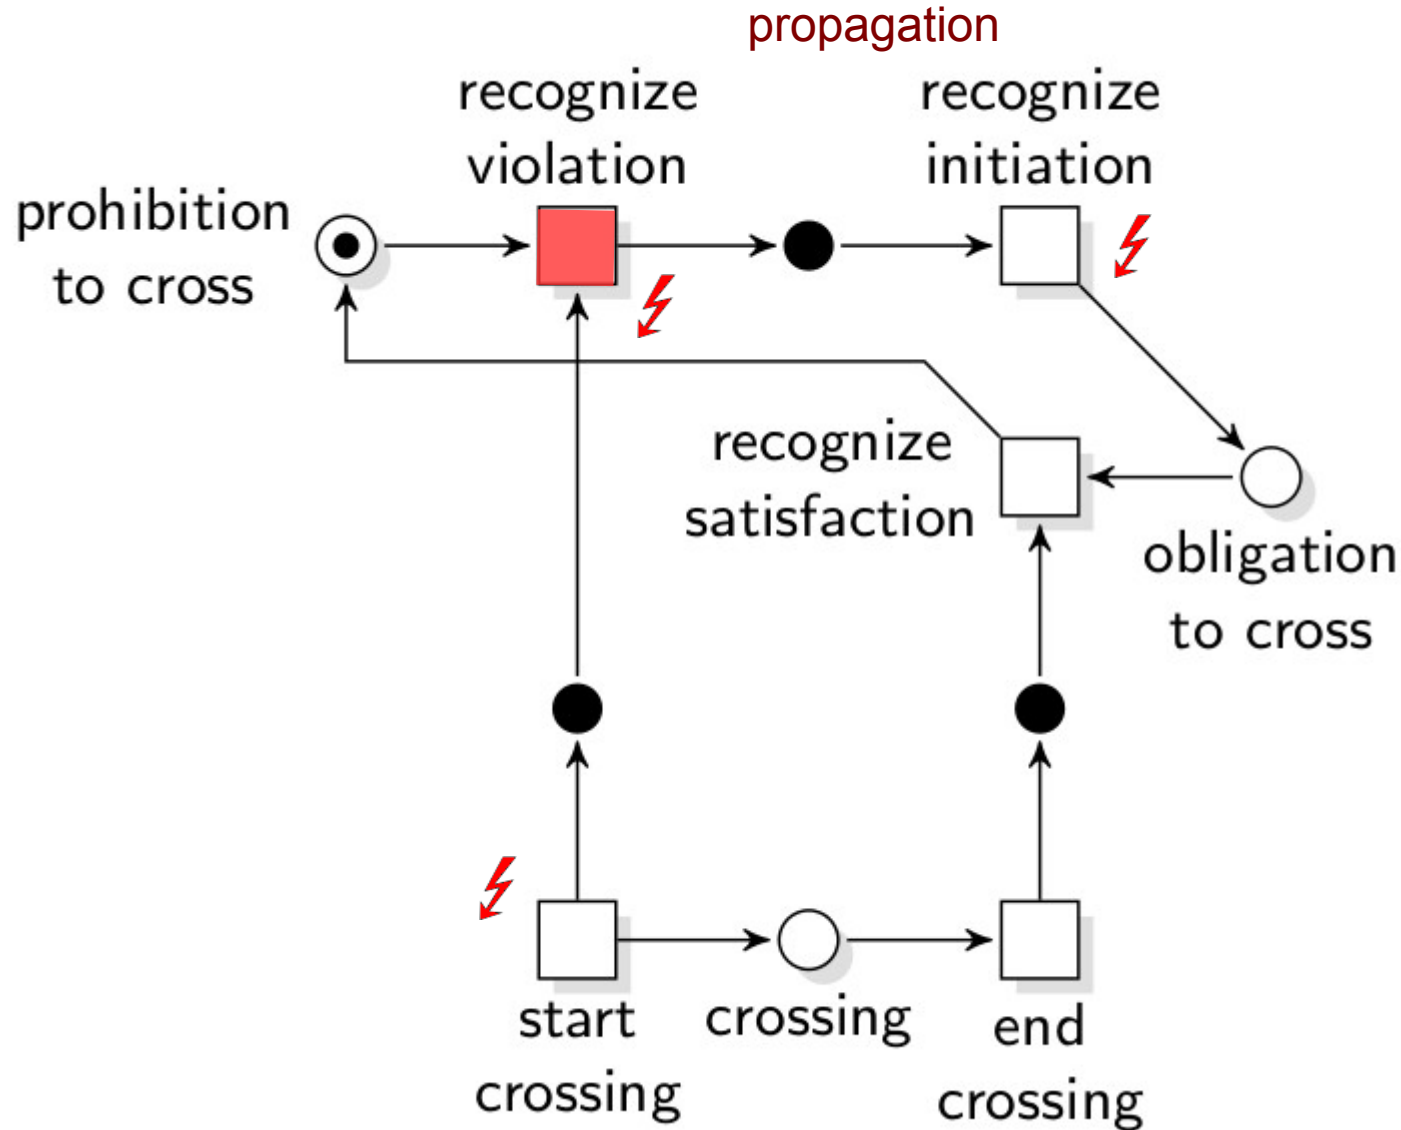 propagation
recognize
violation
recognize
initiation
prohibition
to cross
recognize
satisfaction
obligation
to cross
start
crossing
crossing
end
crossing